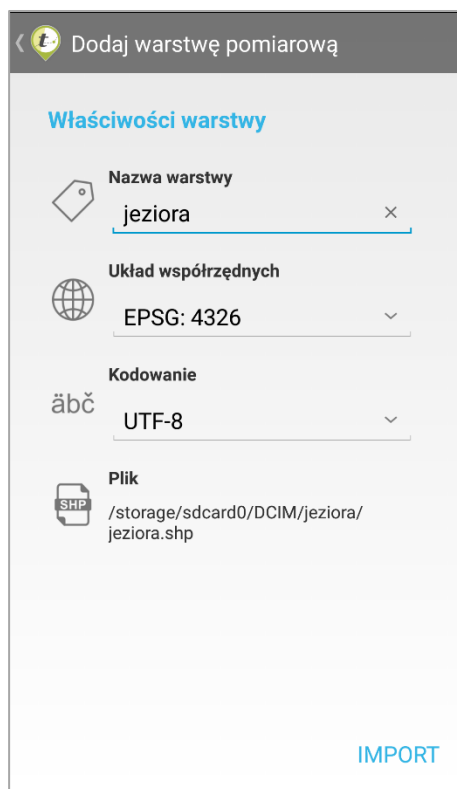 Dodaj warstwę pomiarową
Właściwości warstwy
Nazwa warstwy
jeziora
Układ współrzędnych
EPSG: 4326
Kodowanie
äbč
UTF-8
Plik
SHP
/storage/sdcard0/DCIM/jeziora/
jeziora.shp
IMPORT